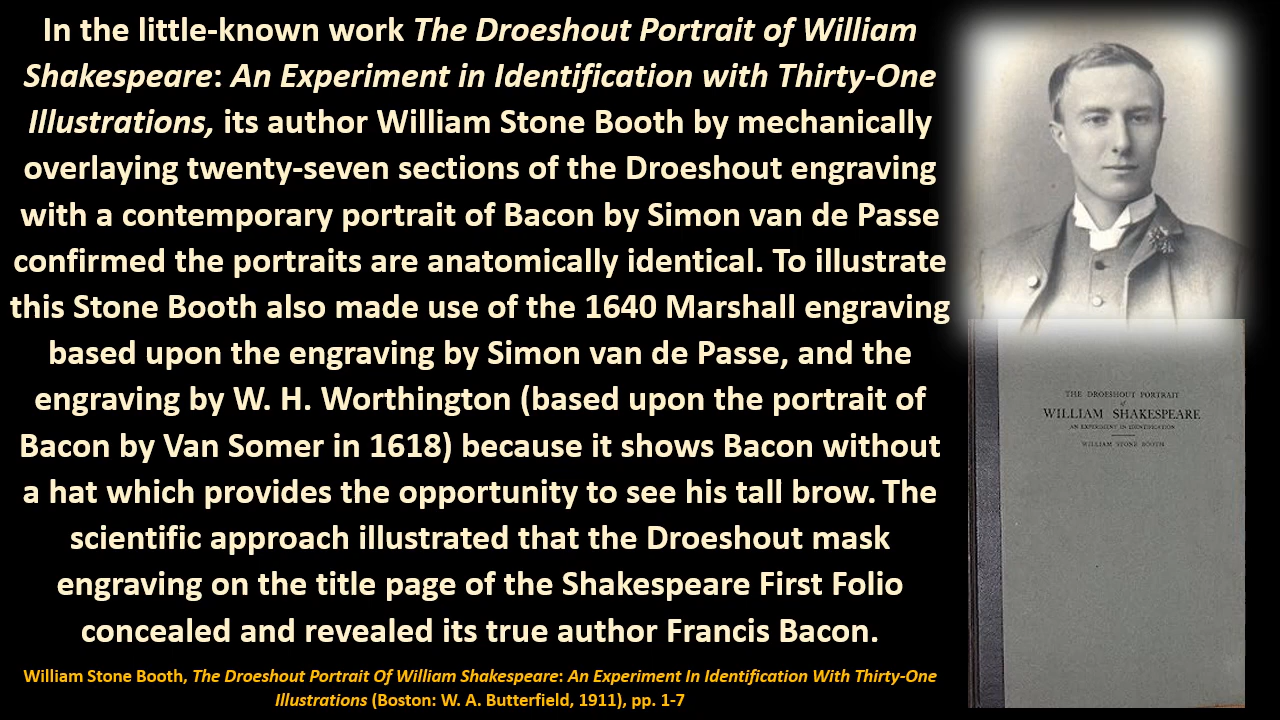 In the little-known work The Droeshout Portrait of William
Shakespeare: An Experiment in Identification with Thirty-One
Illustrations, its author William Stone Booth by mechanically
overlaying twenty-seven sections of the Droeshout engraving
with a contemporary portrait of Bacon by Simon van de Passe
confirmed the portraits are anatomically identical. To illustrate
this Stone Booth also made use of the 1640 Marshall engraving
based upon the engraving by Simon van de Passe, and the
engraving by W. H. Worthington (based upon the portrait of
Bacon by Van Somer in 1618) because it shows Bacon without
a hat which provides the opportunity to see his tall brow. The
scientific approach illustrated that the Droeshout mask
engraving on the title page of the Shakespeare First Folio
concealed and revealed its true author Francis Bacon.
William Stone Booth, The Droeshout Portrait Of William Shakespeare: An Experiment In Identification With Thirty-One
Illustrations (Boston: W. A. Butterfield, 1911), pp. 1-7
THE DROESHOUT PORTRAIT
of
WILLIAM SHAKESPEARE
AN EXPERIMENT IN IDENTIFICATION
WILLIAM STONE BOOTH